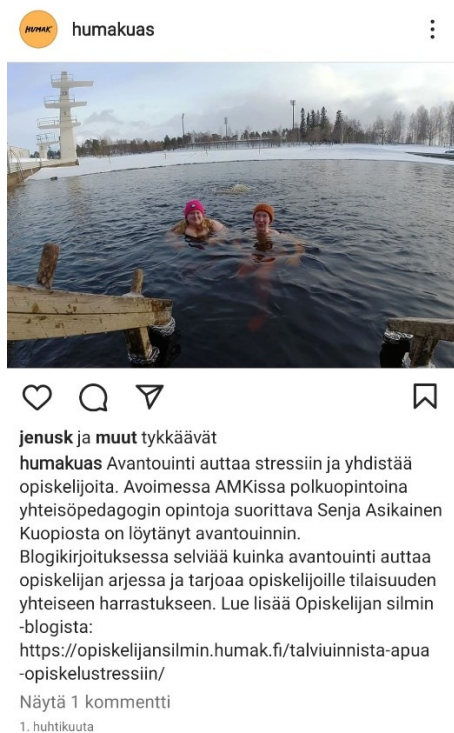 HUMAK
humakuas
jenusk ja muut tykkäävät
humakuas Avantouinti auttaa stressiin ja yhdistää
opiskelijoita. Avoimessa AMKissa polkuopintoina
yhteisöpedagogin opintoja suorittava Senja Asikainen
Kuopiosta on löytänyt avantouinnin.
Blogikirjoituksessa selviää kuinka avantouinti auttaa
opiskelijan arjessa ja tarjoaa opiskelijoille tilaisuuden
yhteiseen harrastukseen. Lue lisää Opiskelijan silmin
-blogista:
https://opiskelijansilmin.humak.fi/talviuinnista-apua
-opiskelustressiin/
Näytä 1 kommentti
1. huhtikuuta